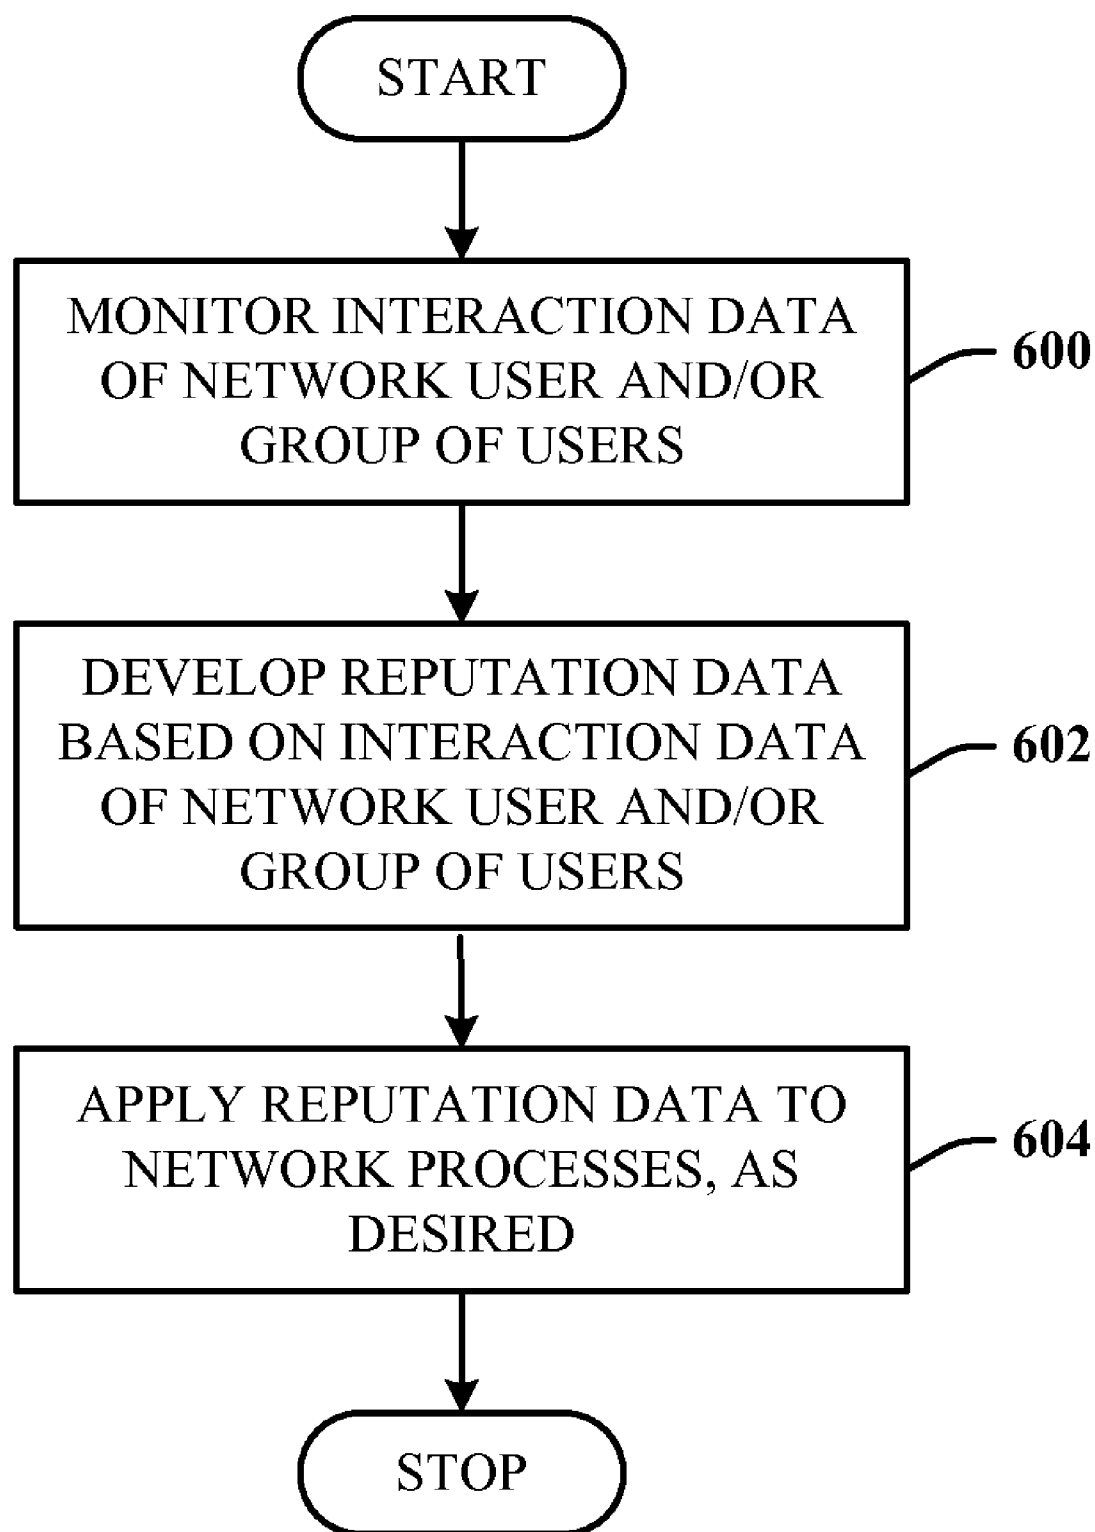 START
MONITOR INTERACTION DATA
OF NETWORK USER AND/OR
GROUP OF USERS
600
DEVELOP REPUTATION DATA
BASED ON INTERACTION DATA
OF NETWORK USER AND/OR
GROUP OF USERS
602
APPLY REPUTATION DATA TO
NETWORK PROCESSES, AS
DESIRED
604
STOP